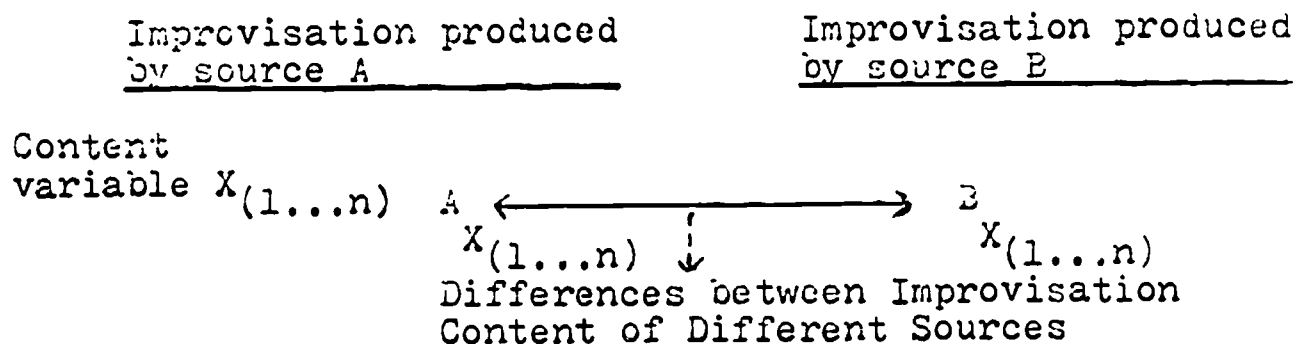 Improvisation produced
by source A
Improvisation produced
by source B
Content
variable X(1...n) A B
X(1...n) X(1...n)
Differences between Improvisation
Content of Different Sources